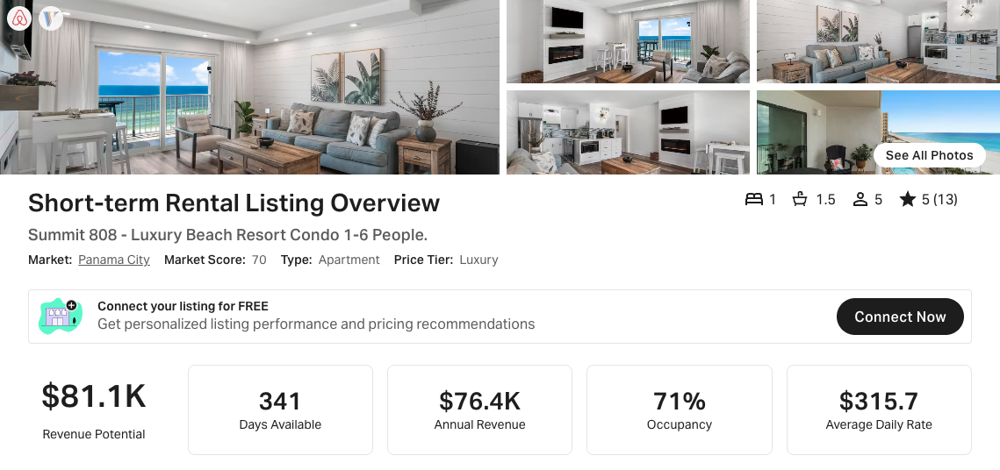 See All Photos
Short-term Rental Listing Overview
1 1.5 5 5 (13)
Summit 808 - Luxury Beach Resort Condo 1-6 People.
Market: Panama City Market Score: 70 Type: Apartment Price Tier: Luxury
Connect your listing for FREE
Get personalized listing performance and pricing recommendations
Connect Now
$81.1K
Revenue Potential
341
Days Available
$76.4K
Annual Revenue
71%
Occupancy
$315.7
Average Daily Rate